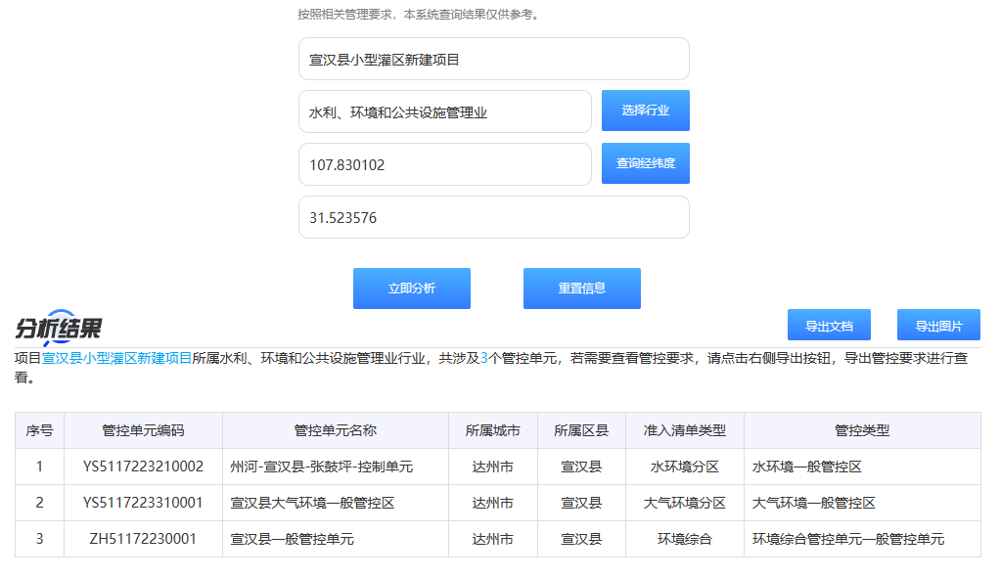 按照相关管理要求，本系统查询结果仅供参考。
宣汉县小型灌区新建项目
水利、环境和公共设施管理业 选择行业
107.830102 查询经纬度
31.523576
立即分析 重置信息
分析结果 导出文档 导出图片
项目宣汉县小型灌区新建项目所属水利、环境和公共设施管理业行业，共涉及3个管控单元，若需要查看管控要求，请点击右侧导出按钮，导出管控要求进行查
看。
序号 管控单元编码 管控单元名称 所属城市 所属区县 准入清单类型 管控类型
1 YS5117223210002 州河-宣汉县-张鼓坪-控制单元 达州市 宣汉县 水环境分区 水环境一般管控区
2 YS5117223310001 宣汉县大气环境一般管控区 达州市 宣汉县 大气环境分区 大气环境一般管控区
3 ZH51172230001 宣汉县一般管控单元 达州市 宣汉县 环境综合 环境综合管控单元一般管控单元